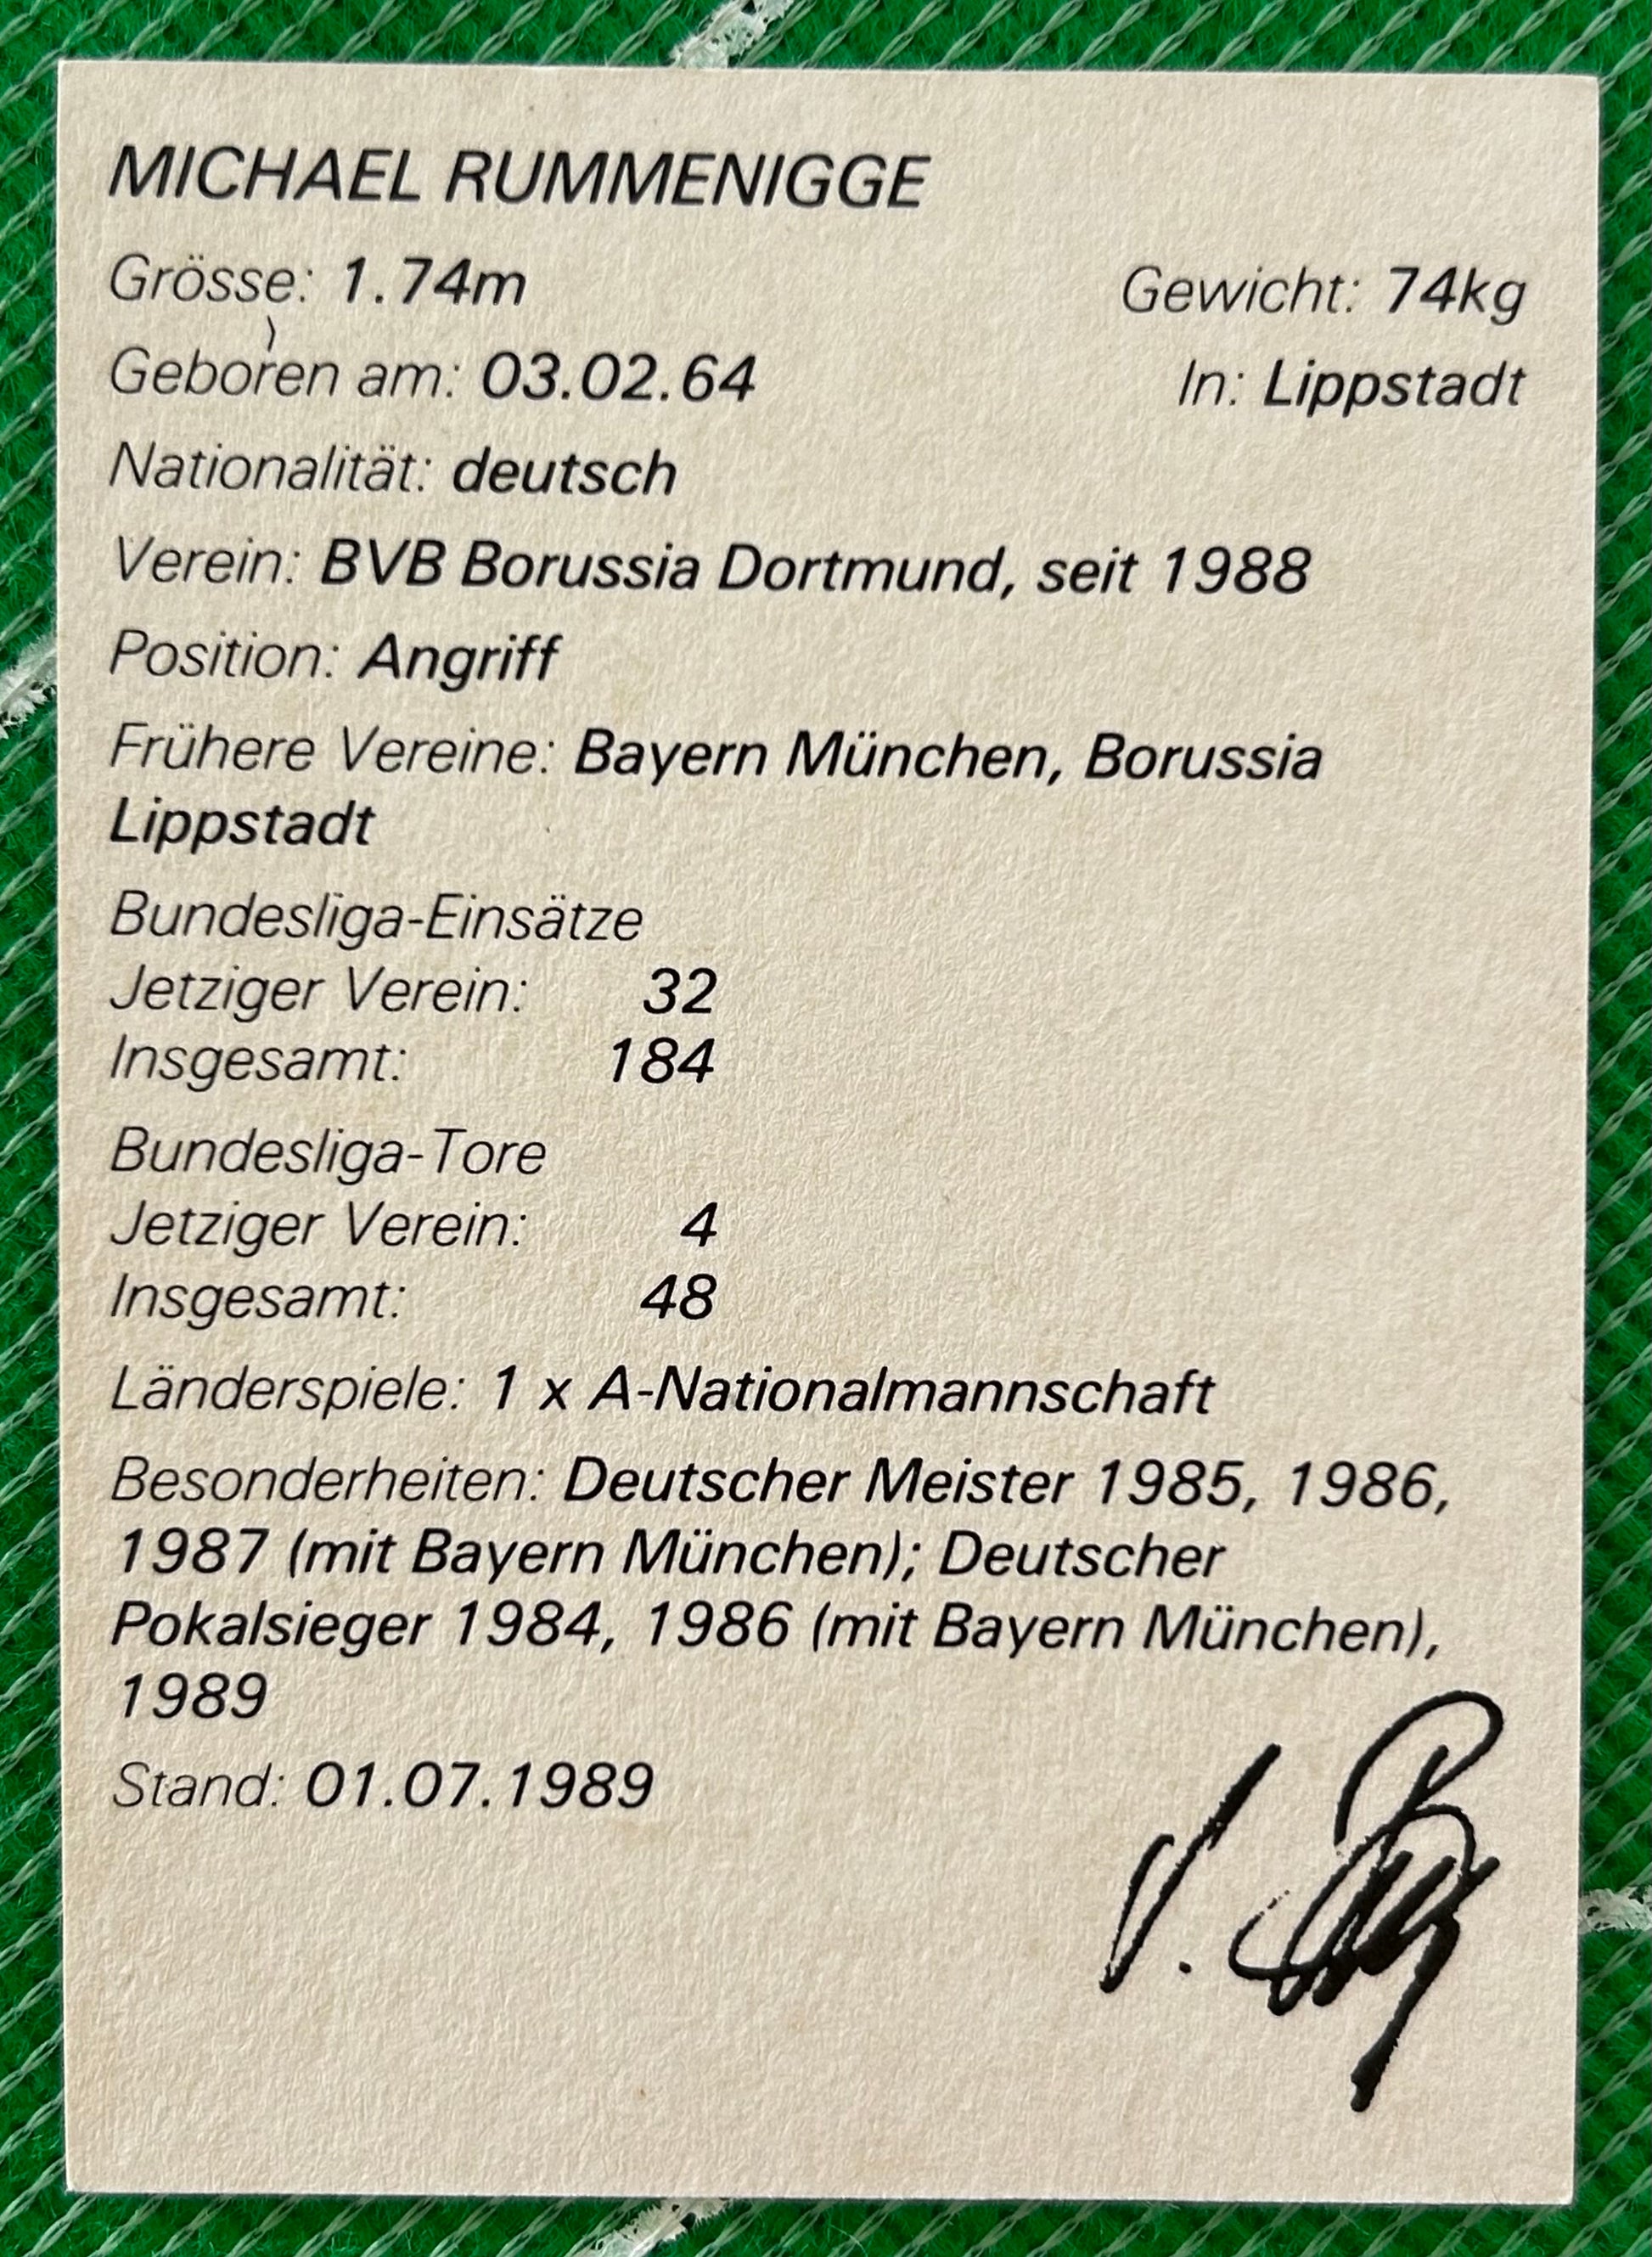 MICHAEL RUMMENIGGE
Grösse: 1.74m Gewicht: 74kg
Geboren am: 03.02.64 In: Lippstadt
Nationalität: deutsch
Verein: BVB Borussia Dortmund, seit 1988
Position: Angriff
Frühere Vereine: Bayern München, Borussia
Lippstadt
Bundesliga-Einsätze
Jetziger Verein: 32
Insgesamt: 184
Bundesliga-Tore
Jetziger Verein: 4
Insgesamt: 48
Länderspiele: 1 x A-Nationalmannschaft
Besonderheiten: Deutscher Meister 1985, 1986,
1987 (mit Bayern München); Deutscher
Pokalsieger 1984, 1986 (mit Bayern München),
1989
Stand: 01.07.1989